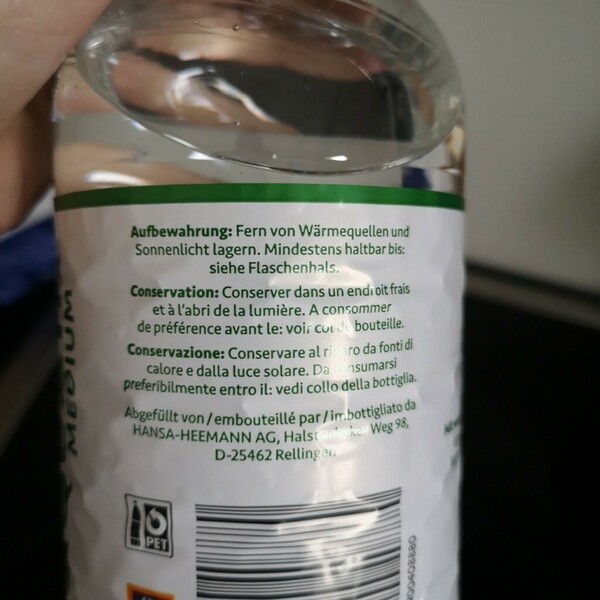 Aufbewahrung: Fern von Wärmequellen und
Sonnenlicht lagern. Mindestens haltbar bis:
siehe Flaschenhals.
Conservation: Conserver dans un endroit frais
et à l'abri de la lumière. A consommer
de préférence avant le: voir col de bouteille.
Conservazione: Conservare al riparo da fonti di
calore e dalla luce solare. Da consumarsi
preferibilmente entro il: vedi collo della bottiglia.
Abgefüllt von / embouteillé par / imbottigliato da
HANSA-HEEMANN AG, Weg 98,
D-25462 Rellingen
MEDIUM
PET